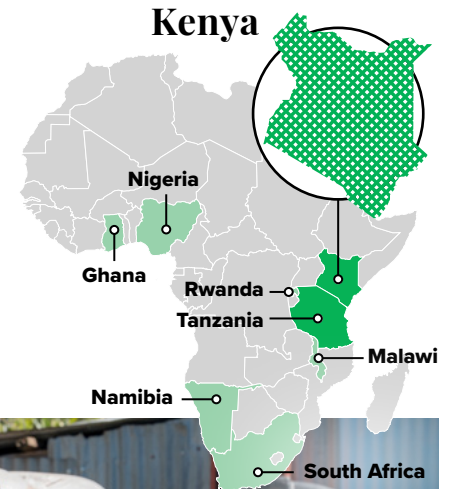 Kenya
Nigeria
Ghana
Rwanda
Tanzania
Malawi
Namibia
South Africa